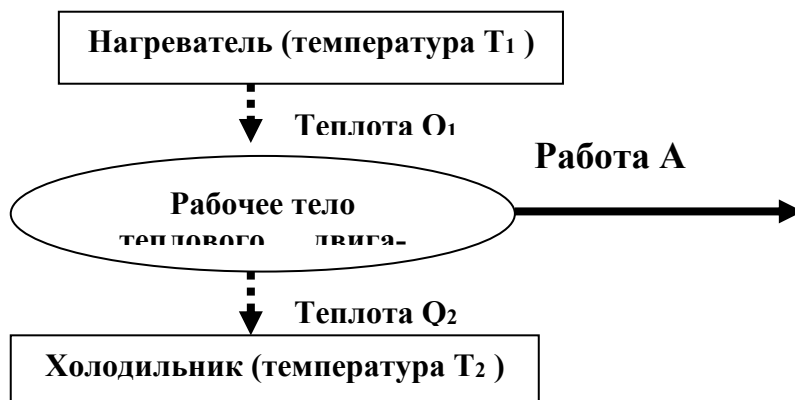 Нагреватель (температура T₁ )
Теплота Q₁
Работа А
Рабочее тело
теплового двига-
Теплота Q₂
Холодильник (температура T₂ )